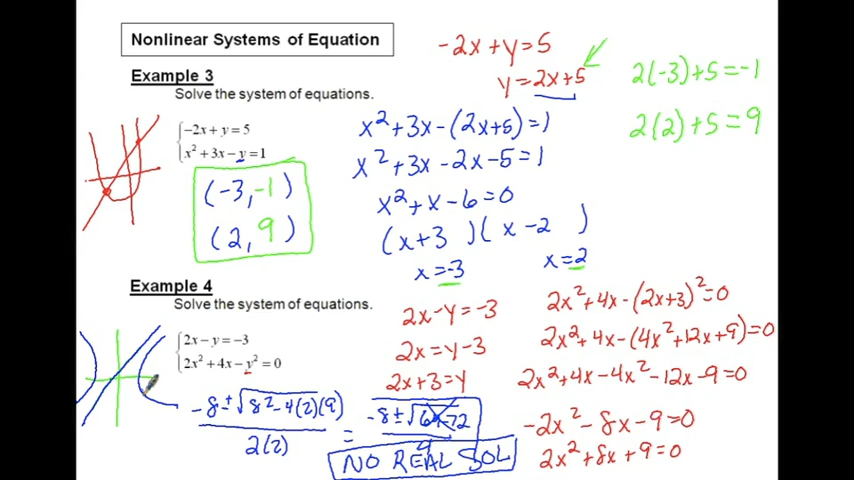 Nonlinear Systems of Equation
Example 3
Solve the system of equations.
−2x + y = 5
x² + 3x − y = 1
(-3, -1)
(2, 9)
-2x + y = 5
y = 2x + 5
2(-3) + 5 = -1
2(2) + 5 = 9
x² + 3x - (2x + 5) = 1
x² + 3x - 2x - 5 = 1
x² + x - 6 = 0
(x + 3)(x - 2)
x = -3
x = 2
Example 4
Solve the system of equations.
2x − y = −3
2x² + 4x − y² = 0
2x - y = -3
2x = y - 3
2x + 3 = y
2x² + 4x - (2x + 3)² = 0
2x² + 4x - (4x² + 12x + 9) = 0
2x² + 4x - 4x² - 12x - 9 = 0
-2x² - 8x - 9 = 0
2x² + 8x + 9 = 0
-8 ± √8² - 4(2)(9)
2(2)
= -8 ± √64 - 72
4
NO REAL SOL